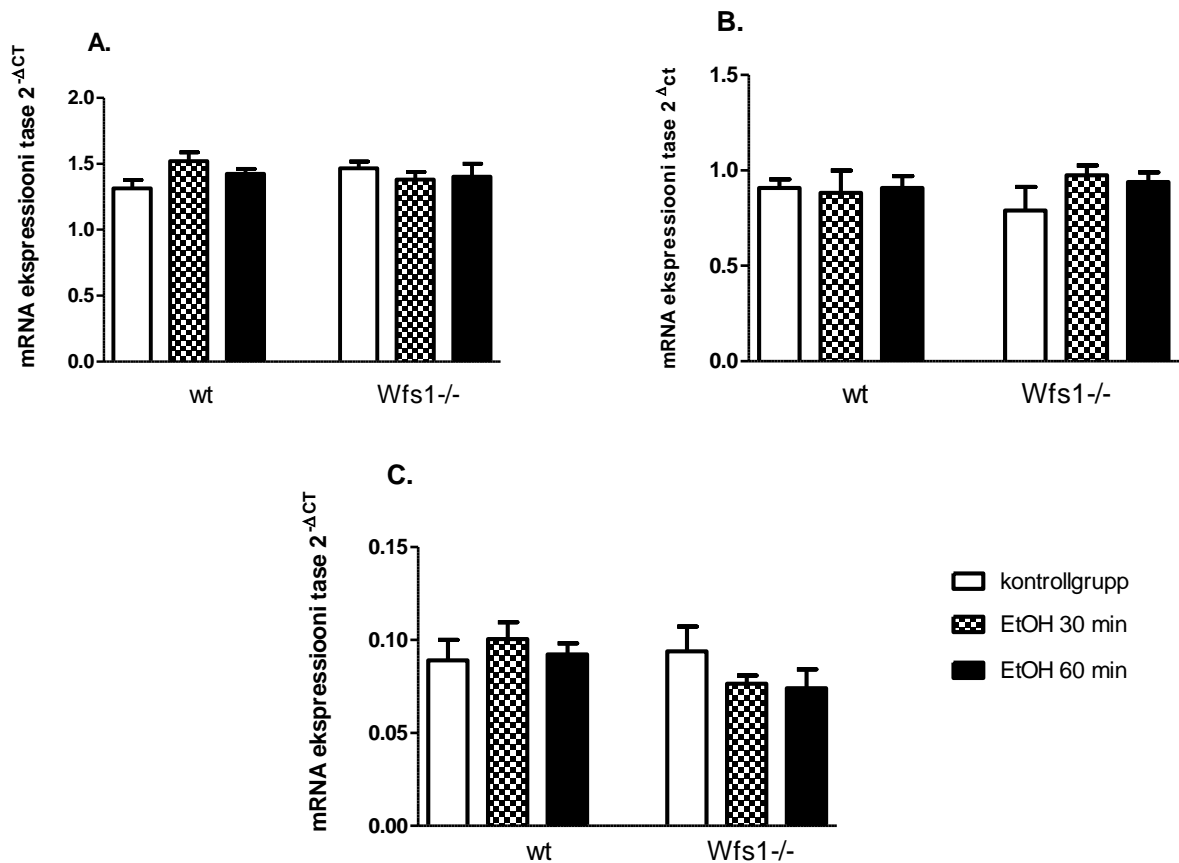 A.
mRNA ekspressiooni tase 2^-ΔCT
2.0
1.5
1.0
0.5
0.0
wt
Wfs1-/-
B.
mRNA ekspressiooni tase 2^Δct
1.5
1.0
0.5
0.0
wt
Wfs1-/-
C.
mRNA ekspressiooni tase 2^-ΔCT
0.15
0.10
0.05
0.00
wt
Wfs1-/-
kontrollgrupp
EtOH 30 min
EtOH 60 min